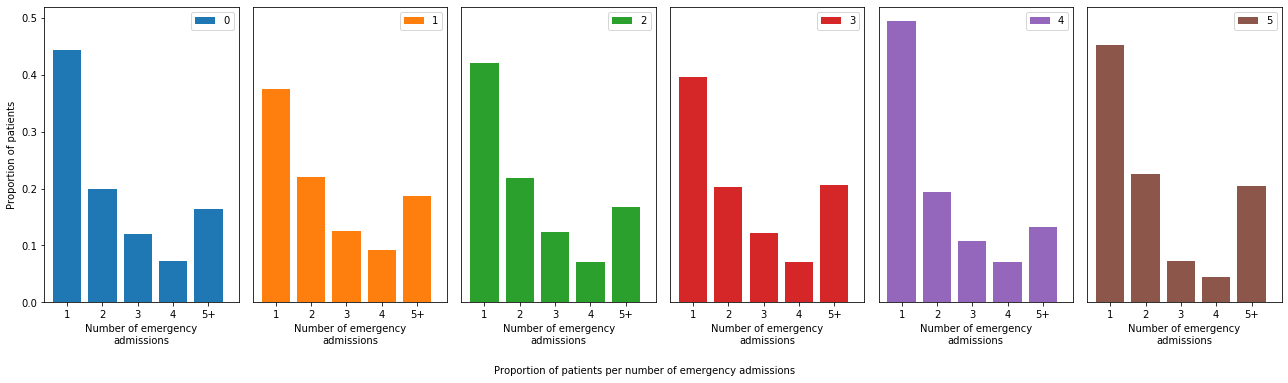 0
1
2
3
4
5
0.5
0.4
0.3
0.2
0.1
0.0
Proportion of patients
1 2 3 4 5+
1 2 3 4 5+
1 2 3 4 5+
1 2 3 4 5+
1 2 3 4 5+
1 2 3 4 5+
Number of emergency
admissions
Number of emergency
admissions
Number of emergency
admissions
Number of emergency
admissions
Number of emergency
admissions
Number of emergency
admissions
Proportion of patients per number of emergency admissions